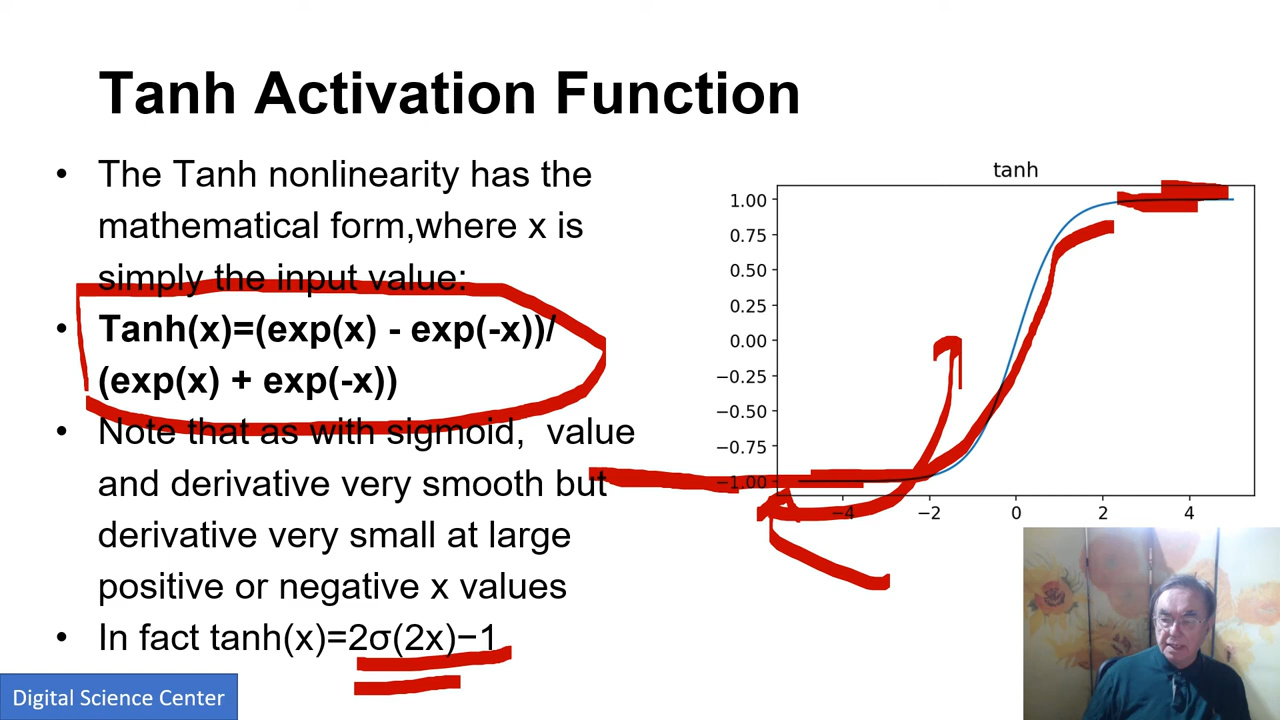 Tanh Activation Function
• The Tanh nonlinearity has the
mathematical form,where x is
simply the input value:
• Tanh(x)=(exp(x) - exp(-x))/
(exp(x) + exp(-x))
• Note that as with sigmoid,  value
and derivative very smooth but
derivative very small at large
positive or negative x values
• In fact tanh(x)=2σ(2x)−1
Digital Science Center
tanh
1.00
0.75
0.50
0.25
0.00
−0.25
−0.50
−0.75
−1.00
−4 −2 0 2 4